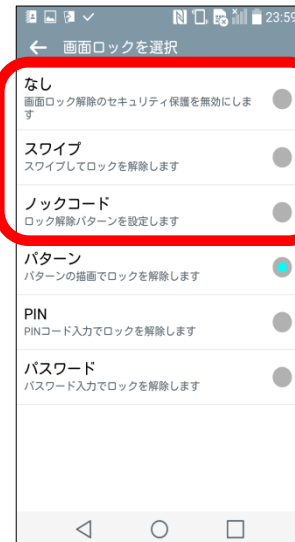 23:59
画面ロックを選択
なし
画面ロック解除のセキュリティ保護を無効にしま
す
スワイプ
スワイプしてロックを解除します
ノックコード
ロック解除パターンを設定します
パターン
パターンの描画でロックを解除します
PIN
PINコード入力でロックを解除します
パスワード
パスワード入力でロックを解除します